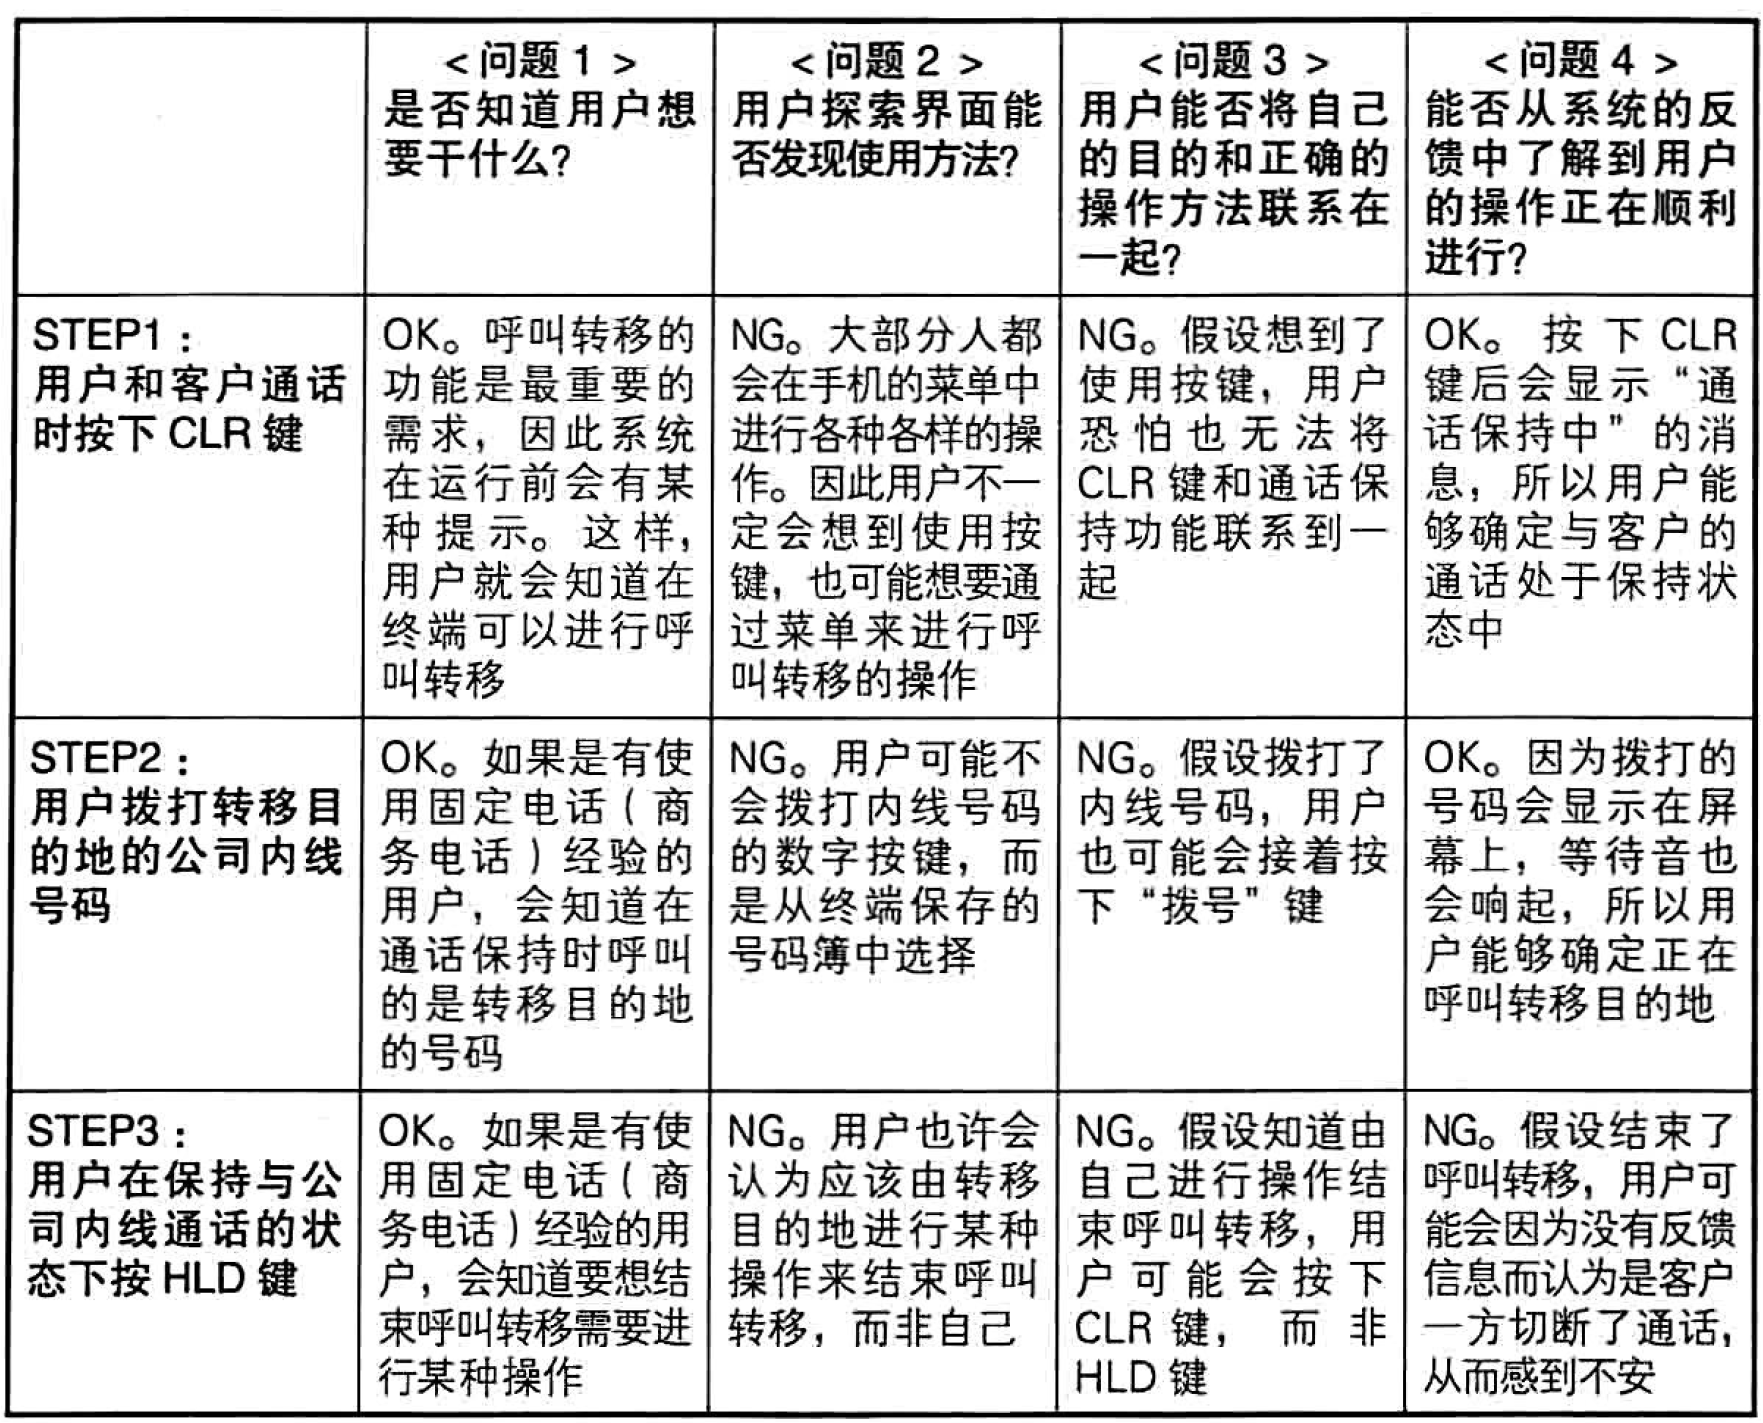 <问题1>
是否知道用户想
要干什么?
<问题2>
用户探索界面能
否发现使用方法?
<问题3>
用户能否将自己
的目的和正确的
操作方法联系在
一起?
<问题4>
能否从系统的反
馈中了解到用户
的操作正在顺利
进行?
STEP1:
用户和客户通话
时按下CLR键
OK。呼叫转移的
功能是最重要的
需求，因此系统
在运行前会有某
种提示。这样，
用户就会知道在
终端可以进行呼
叫转移
NG。大部分人都
会在手机的菜单中
进行各种各样的操
作。因此用户不一
定会想到使用按
键，也可能想要通
过菜单来进行呼
叫转移的操作
NG。假设想到了
使用按键，用户
恐怕也无法将
CLR键和通话保
持功能联系到一
起
OK。按下CLR
键后会显示“通
话保持中”的消
息，所以用户能
够确定与客户的
通话处于保持状
态中
STEP2:
用户拨打转移目
的地的公司内线
号码
OK。如果是有使
用固定电话(商
务电话)经验的
用户，会知道在
通话保持时呼叫
的是转移目的地
的号码
NG。用户可能不
会拨打内线号码
的数字按键，而
是从终端保存的
号码簿中选择
NG。假设拨打了
内线号码，用户
也可能会接着按
下“拨号”键
OK。因为拨打的
号码会显示在屏
幕上，等待音也
会响起，所以用
户能够确定正在
呼叫转移目的地
STEP3:
用户在保持与公
司内线通话的状
态下按HLD键
OK。如果是有使
用固定电话(商
务电话)经验的用
户，会知道要想结
束呼叫转移需要进
行某种操作
NG。用户也许会
认为应该由转移
目的地进行某种
操作来结束呼叫
转移，而非自己
NG。假设知道由
自己进行操作结
束呼叫转移，用
户可能会按下
CLR键，而非
HLD键
NG。假设结束了
呼叫转移，用户可
能会因为没有反馈
信息而认为是客户
一方切断了通话，
从而感到不安